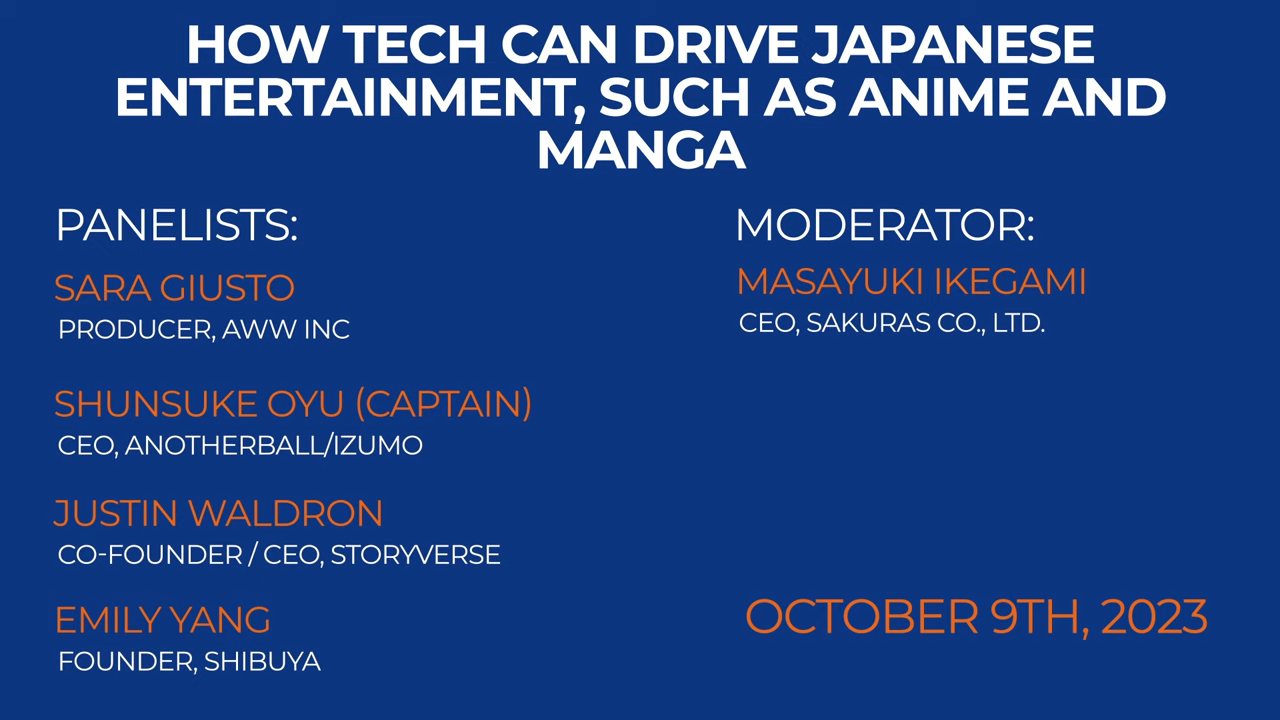 HOW TECH CAN DRIVE JAPANESE
ENTERTAINMENT, SUCH AS ANIME AND
MANGA
PANELISTS:
SARA GIUSTO
PRODUCER, AWW INC
SHUNSUKE OYU (CAPTAIN)
CEO, ANOTHERBALL/IZUMO
JUSTIN WALDRON
CO-FOUNDER / CEO, STORYVERSE
EMILY YANG
FOUNDER, SHIBUYA
MODERATOR:
MASAYUKI IKEGAMI
CEO, SAKURAS CO., LTD.
OCTOBER 9TH, 2023